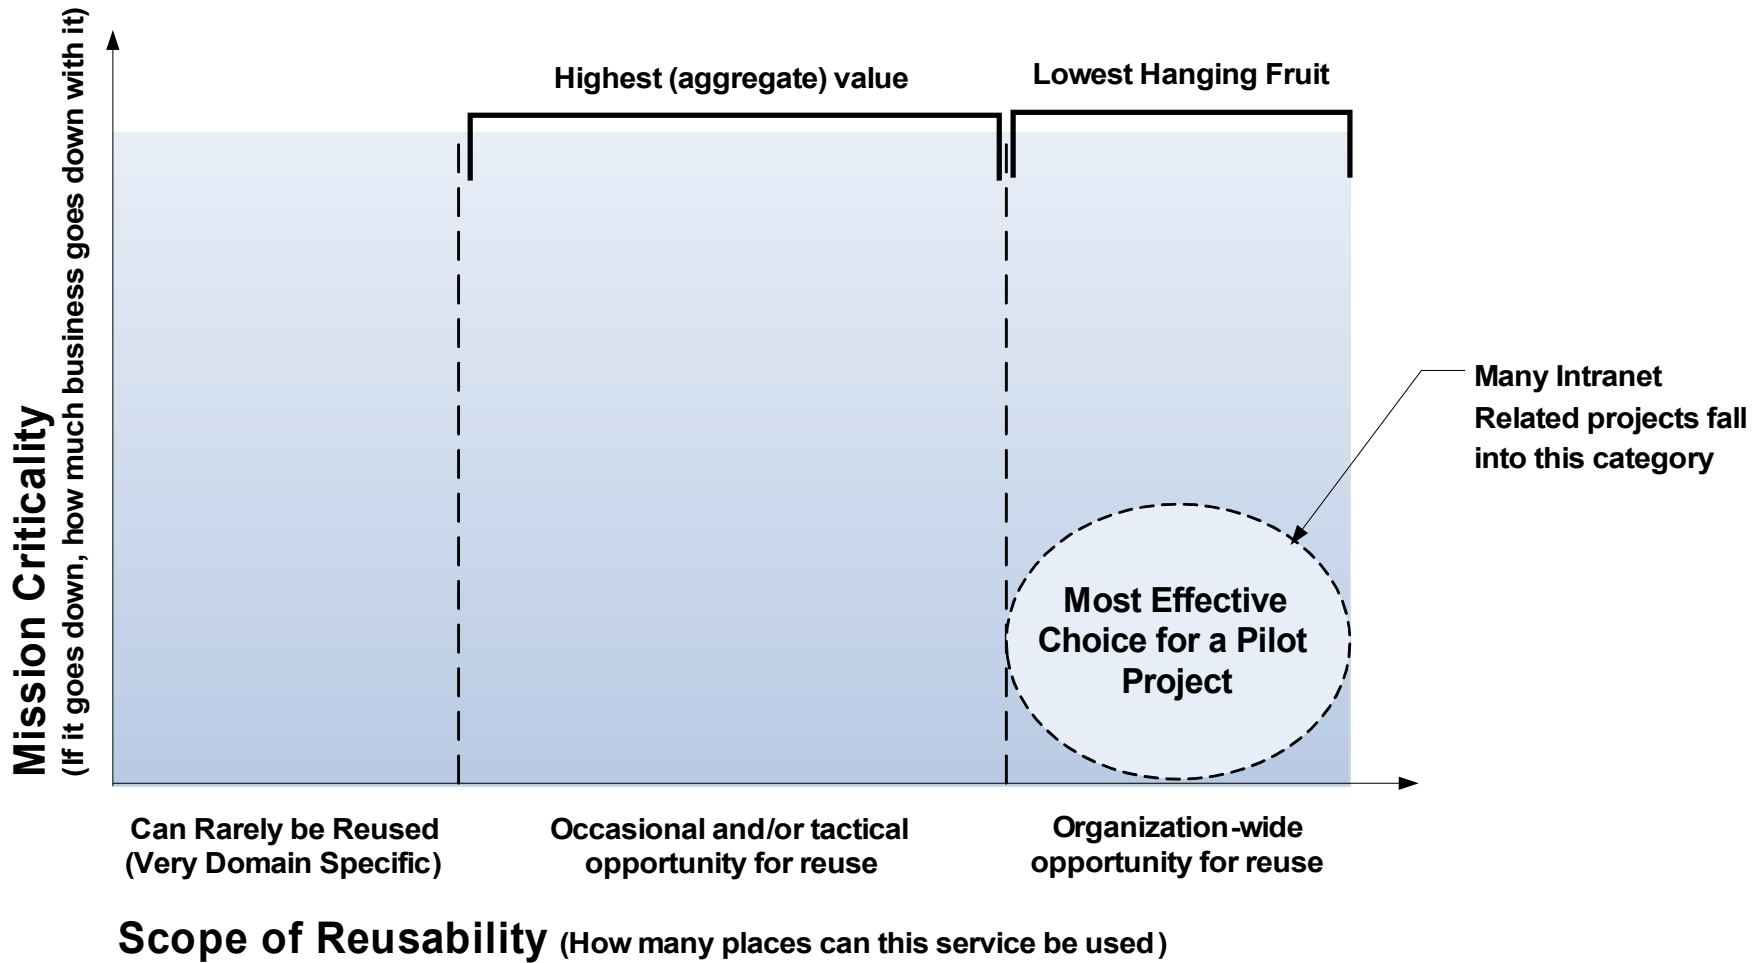 Highest (aggregate) value
Lowest Hanging Fruit
Mission Criticality
(If it goes down, how much business goes down with it)
Many Intranet
Related projects fall
into this category
Most Effective
Choice for a Pilot
Project
Can Rarely be Reused
(Very Domain Specific)
Occasional and/or tactical
opportunity for reuse
Organization-wide
opportunity for reuse
Scope of Reusability (How many places can this service be used)